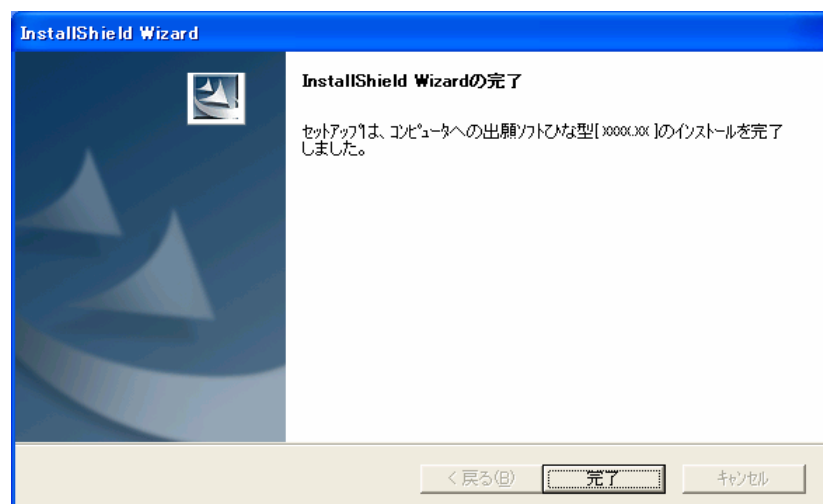 InstallShield Wizard
InstallShield Wizardの完了
セットアップは、コンピュータへの出願ソフトひな型[ xxxx.xx ]のインストールを完了
しました。
< 戻る(B)
完了
キャンセル